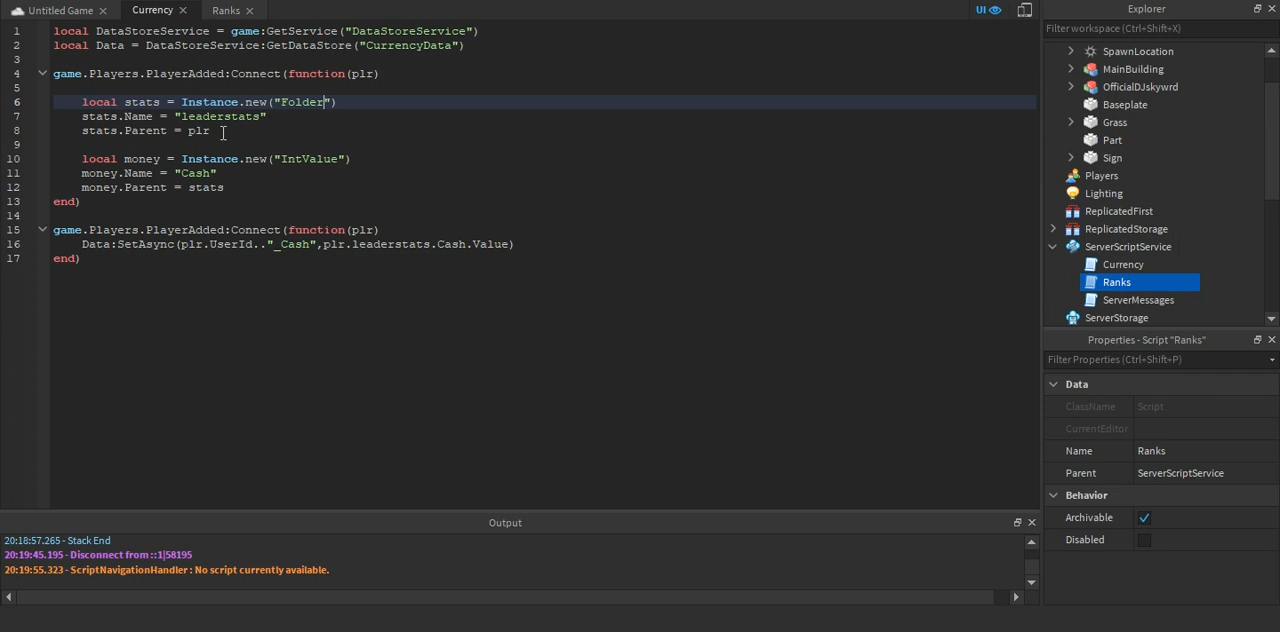 Untitled Game
Currency
Ranks
UI
1 local DataStoreService = game:GetService("DataStoreService")
2 local Data = DataStoreService:GetDataStore("CurrencyData")
3
4 game.Players.PlayerAdded:Connect(function(plr)
5
6 local stats = Instance.new("Folder")
7 stats.Name = "leaderstats"
8 stats.Parent = plr
9
10 local money = Instance.new("IntValue")
11 money.Name = "Cash"
12 money.Parent = stats
13 end)
14
15 game.Players.PlayerAdded:Connect(function(plr)
16 Data:SetAsync(plr.UserId.."_Cash",plr.leaderstats.Cash.Value)
17 end)
Output
20:18:57.265 - Stack End
20:19:45.195 - Disconnect from ::1|58195
20:19:55.323 - ScriptNavigationHandler : No script currently available.
Explorer
Filter workspace (Ctrl+Shift+X)
SpawnLocation
MainBuilding
OfficialDJskywrd
Baseplate
Grass
Part
Sign
Players
Lighting
ReplicatedFirst
ReplicatedStorage
ServerScriptService
Currency
Ranks
ServerMessages
ServerStorage
Properties - Script "Ranks"
Filter Properties (Ctrl+Shift+P)
Data
ClassName Script
CurrentEditor
Name Ranks
Parent ServerScriptService
Behavior
Archivable
Disabled